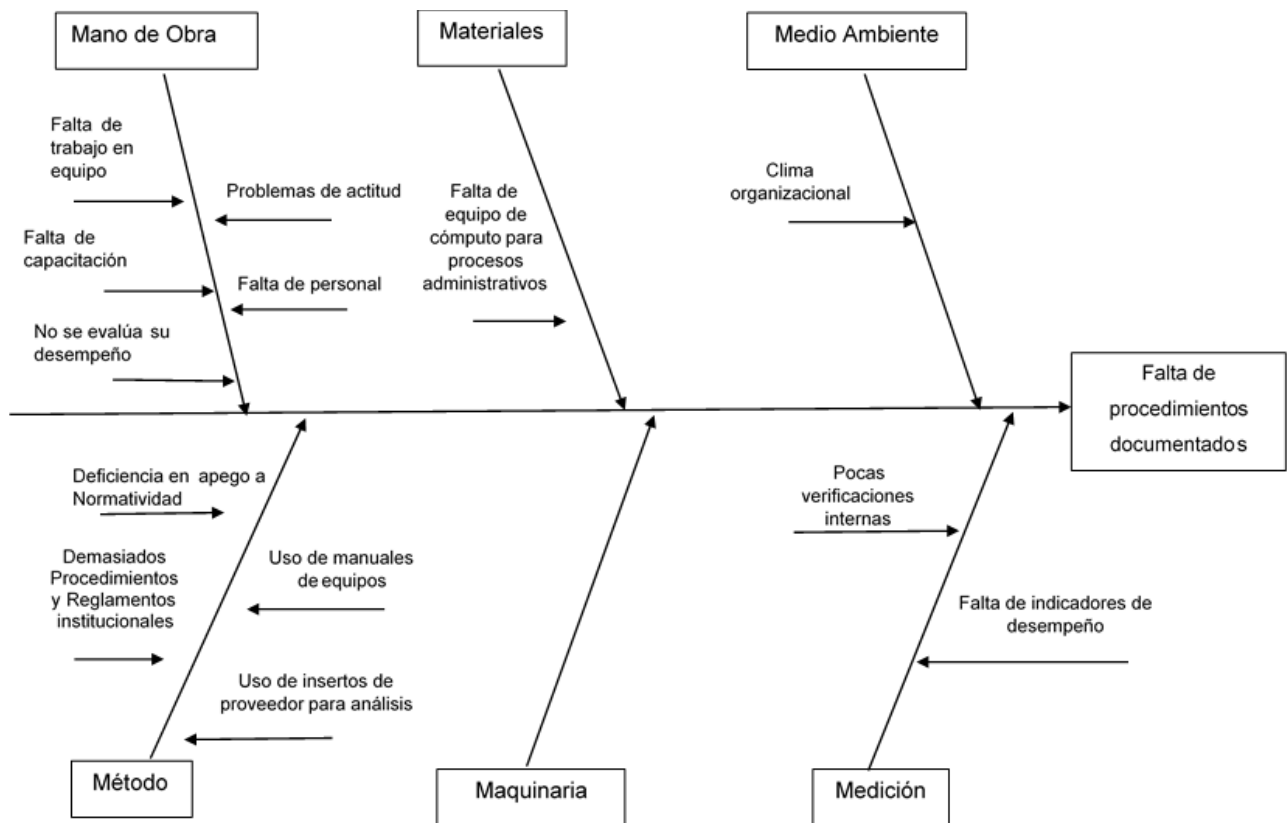 Mano de Obra
Materiales
Medio Ambiente
Falta de
trabajo en
equipo
Problemas de actitud
Falta de
capacitación
Falta de personal
No se evalúa su
desempeño
Falta de
equipo de
cómputo para
procesos
administrativos
Clima
organizacional
Falta de
procedimientos
documentados
Deficiencia en apego a
Normatividad
Demasiados
Procedimientos
y Reglamentos
institucionales
Uso de manuales
de equipos
Uso de insertos de
proveedor para análisis
Pocas
verificaciones
internas
Falta de indicadores de
desempeño
Método
Maquinaria
Medición